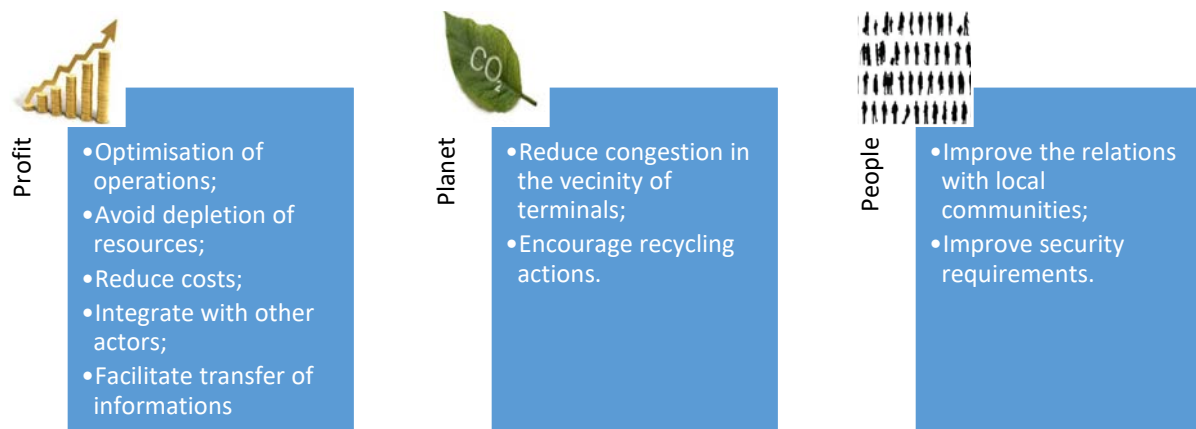 Profit
•Optimisation of
operations;
•Avoid depletion of
resources;
•Reduce costs;
•Integrate with other
actors;
•Facilitate transfer of
informations
CO2
Planet
•Reduce congestion in
the vecinity of
terminals;
•Encourage recycling
actions.
People
•Improve the relations
with local
communities;
•Improve security
requirements.